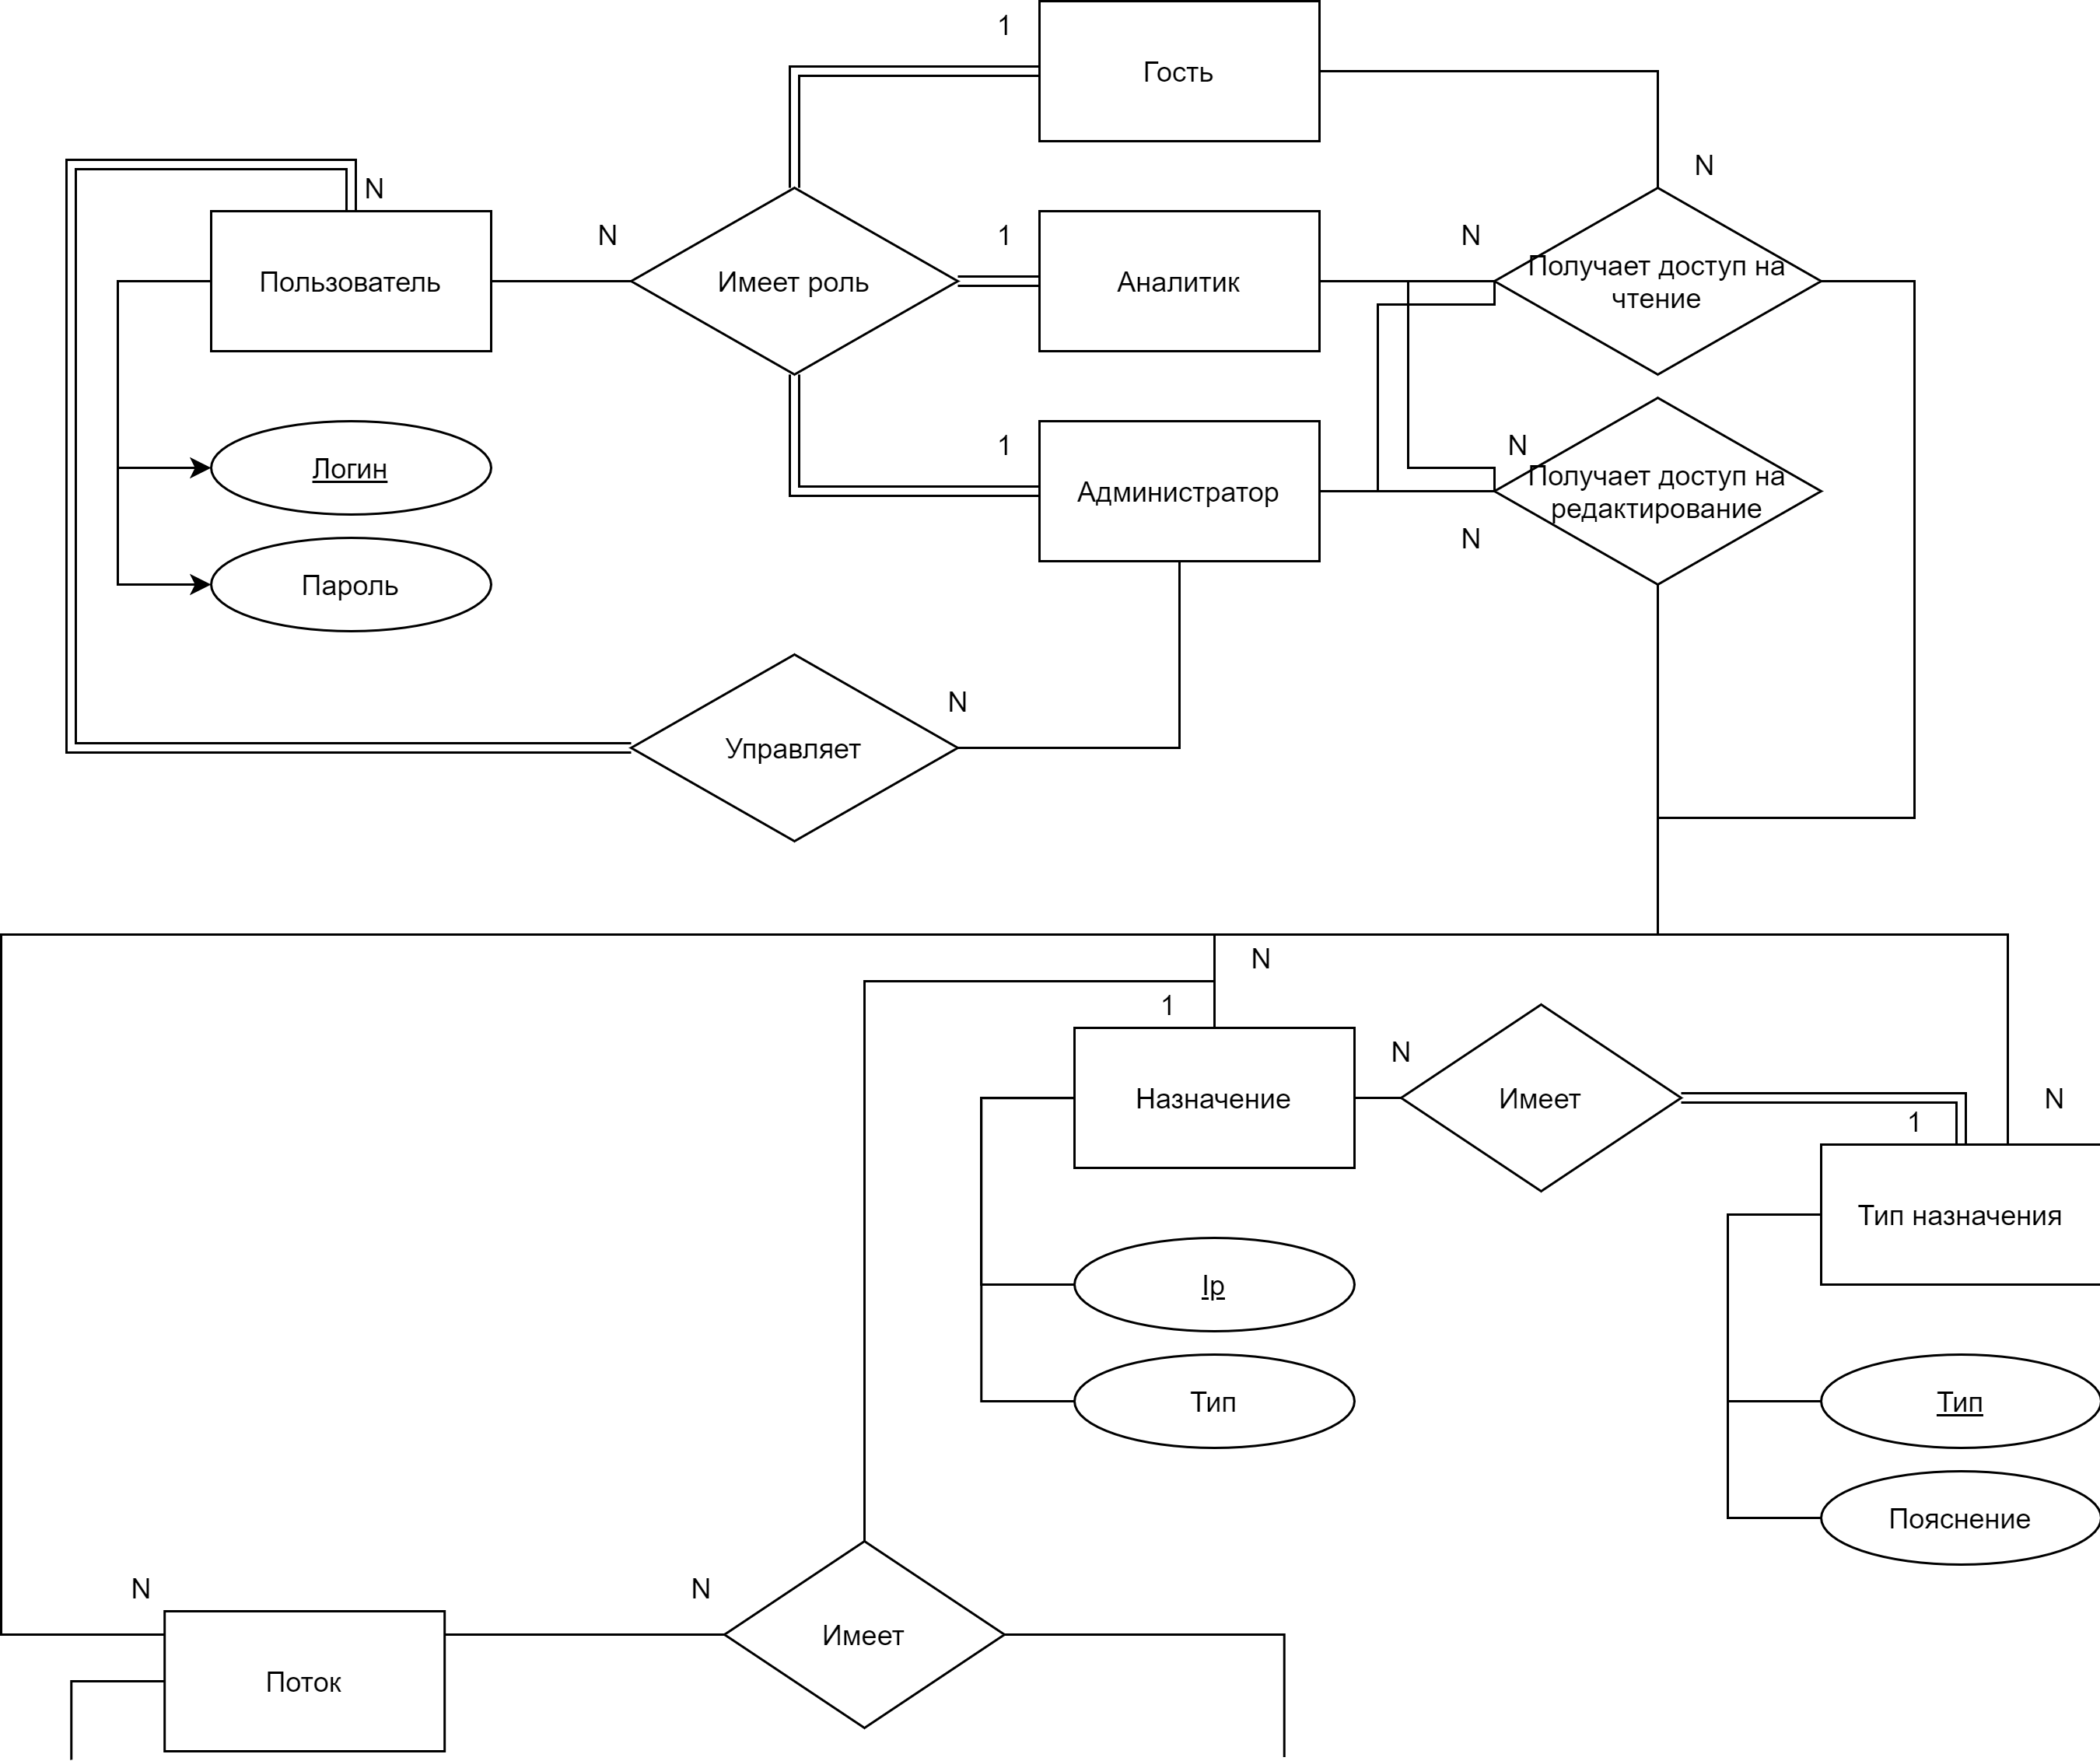 1
Гость
N
N
N
1
N
Пользователь
Имеет роль
Аналитик
Получает доступ на
чтение
1
N
Логин
Администратор
Получает доступ на
редактирование
N
Пароль
N
Управляет
N
1
N
Назначение
Имеет
N
1
Тип назначения
Ip
Тип
Тип
Пояснение
N
N
Имеет
Поток